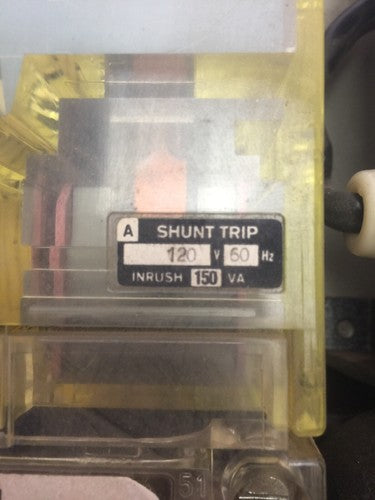 A SHUNT TRIP
120 V 60 Hz
INRUSH 150 VA
51